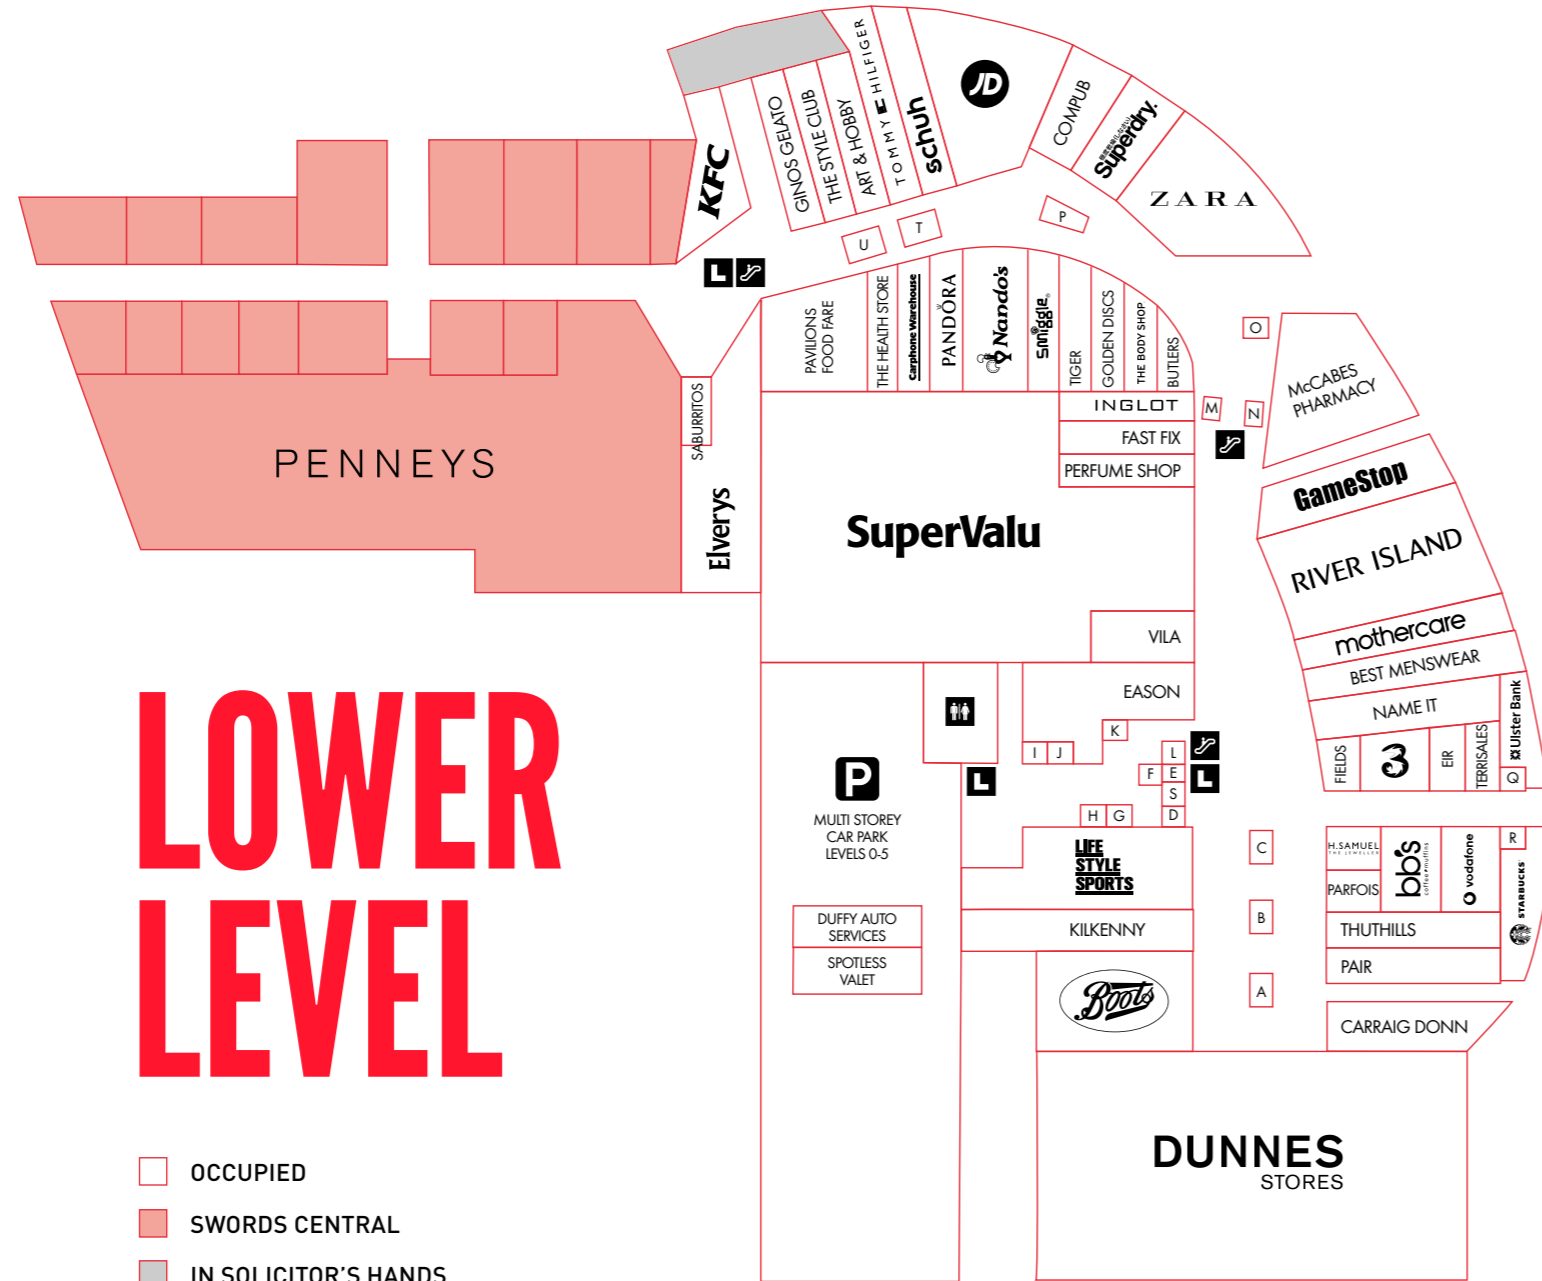 JD
COMPUB
Superdry.
ZARA
TOMMY HILFIGER
schuh
ART & HOBBY
THE STYLE CLUB
GINOS GELATO
KFC
U
T
P
L
O
PAVILIONS
FOOD FARE
THE HEALTH STORE
Carphone Warehouse
PANDÖRA
Nando's
smiggle
TIGER
GOLDEN DISCS
THE BODY SHOP
BUTLERS
McCABES
PHARMACY
SABURRITOS
INGLOT
M
N
FAST FIX
PERFUME SHOP
PENNEYS
Elverys
SuperValu
GameStop
RIVER ISLAND
mothercare
BEST MENSWEAR
NAME IT
VILA
EASON
Ulster Bank
FIELDS
3
EIR
TERRISALES
Q
K
I
J
L
F
E
L
S
D
H
G
L
P
MULTI STOREY
CAR PARK
LEVELS 0-5
LIFE
STYLE
SPORTS
C
H.SAMUEL
THE JEWELLER
bb's
coffee+muffins
vodafone
R
STARBUCKS
PARFOIS
B
THUTHILLS
KILKENNY
DUFFY AUTO
SERVICES
SPOTLESS
VALET
PAIR
A
Boots
CARRAIG DONN
DUNNES
STORES
LOWER
LEVEL
OCCUPIED
SWORDS CENTRAL
IN SOLICITOR'S HANDS